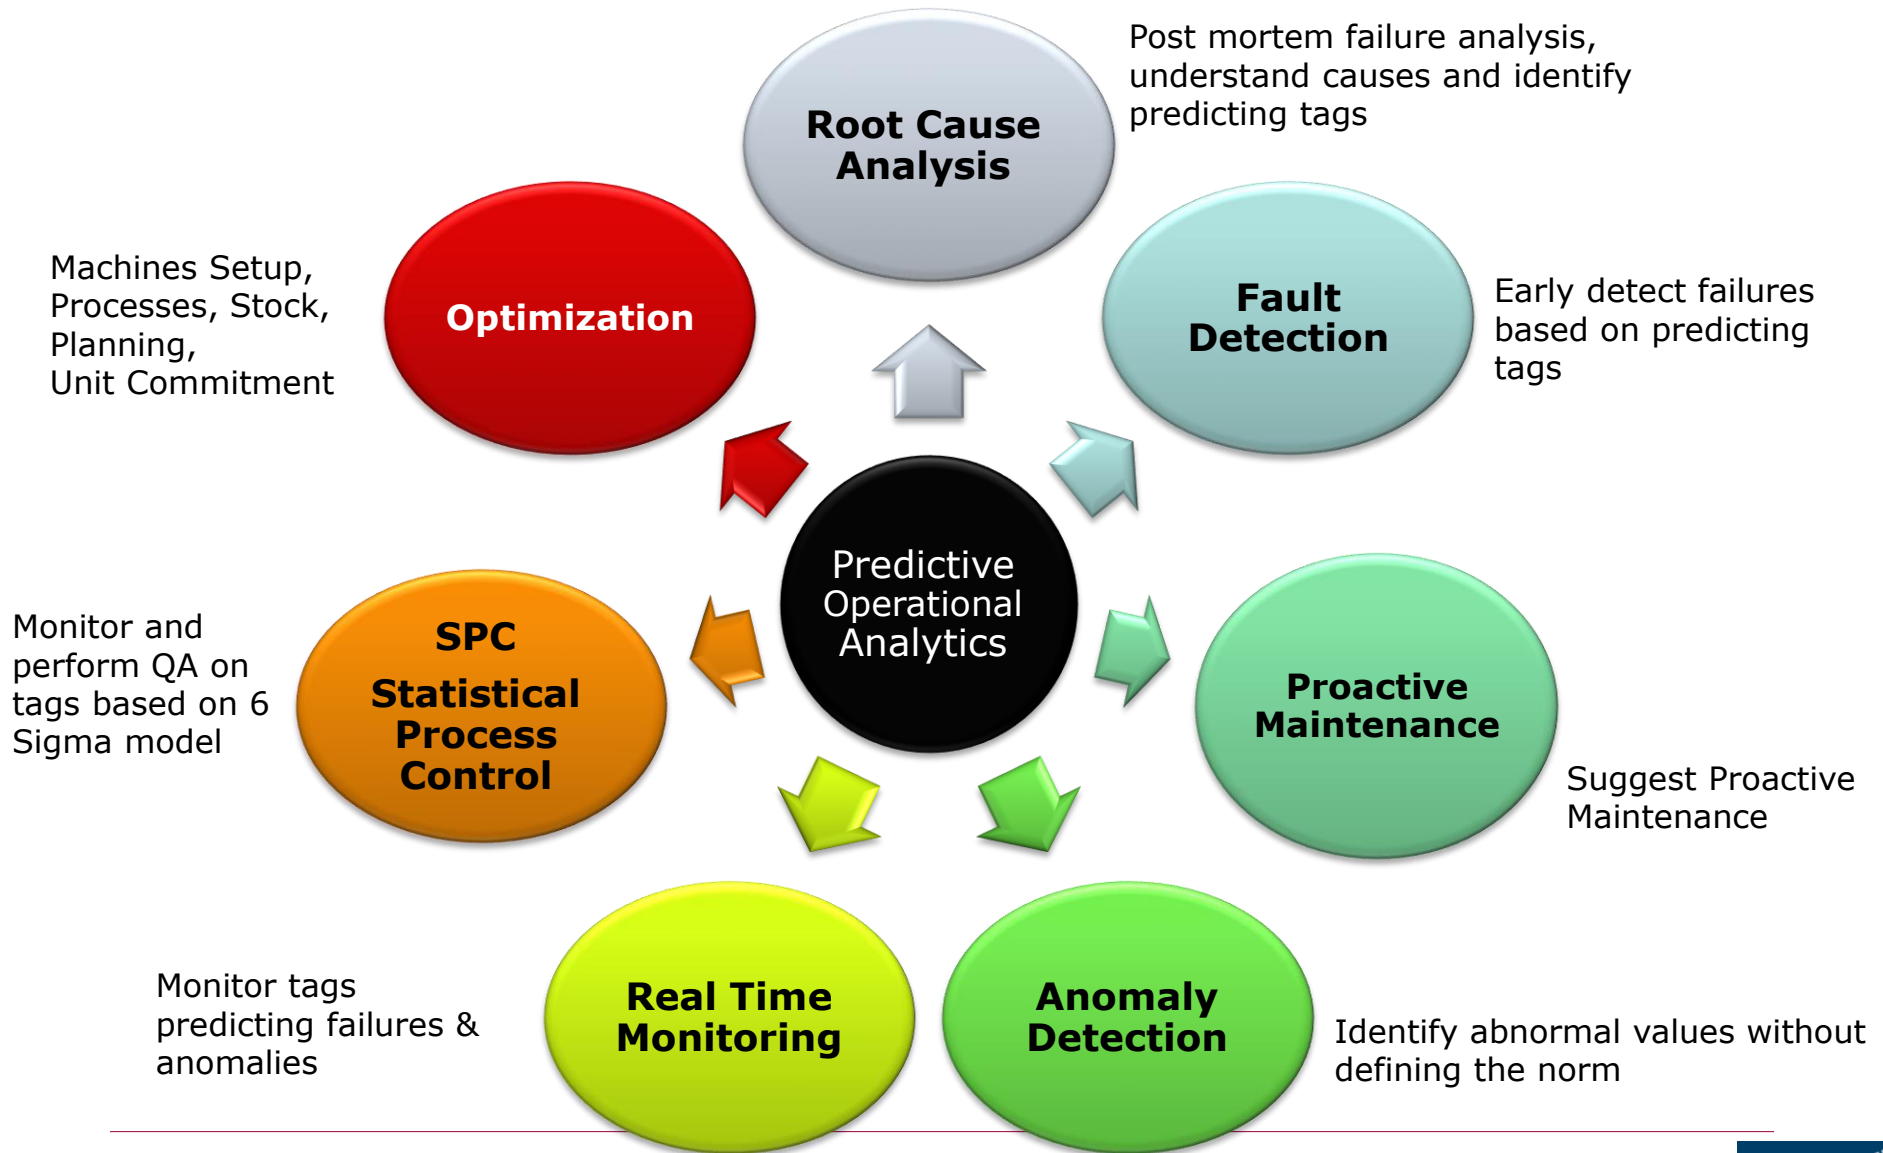 Root Cause
Analysis
Post mortem failure analysis,
understand causes and identify
predicting tags
Fault
Detection
Early detect failures
based on predicting
tags
Proactive
Maintenance
Suggest Proactive
Maintenance
Anomaly
Detection
Identify abnormal values without
defining the norm
Real Time
Monitoring
Monitor tags
predicting failures &
anomalies
SPC
Statistical
Process
Control
Monitor and
perform QA on
tags based on 6
Sigma model
Optimization
Machines Setup,
Processes, Stock,
Planning,
Unit Commitment
Predictive
Operational
Analytics